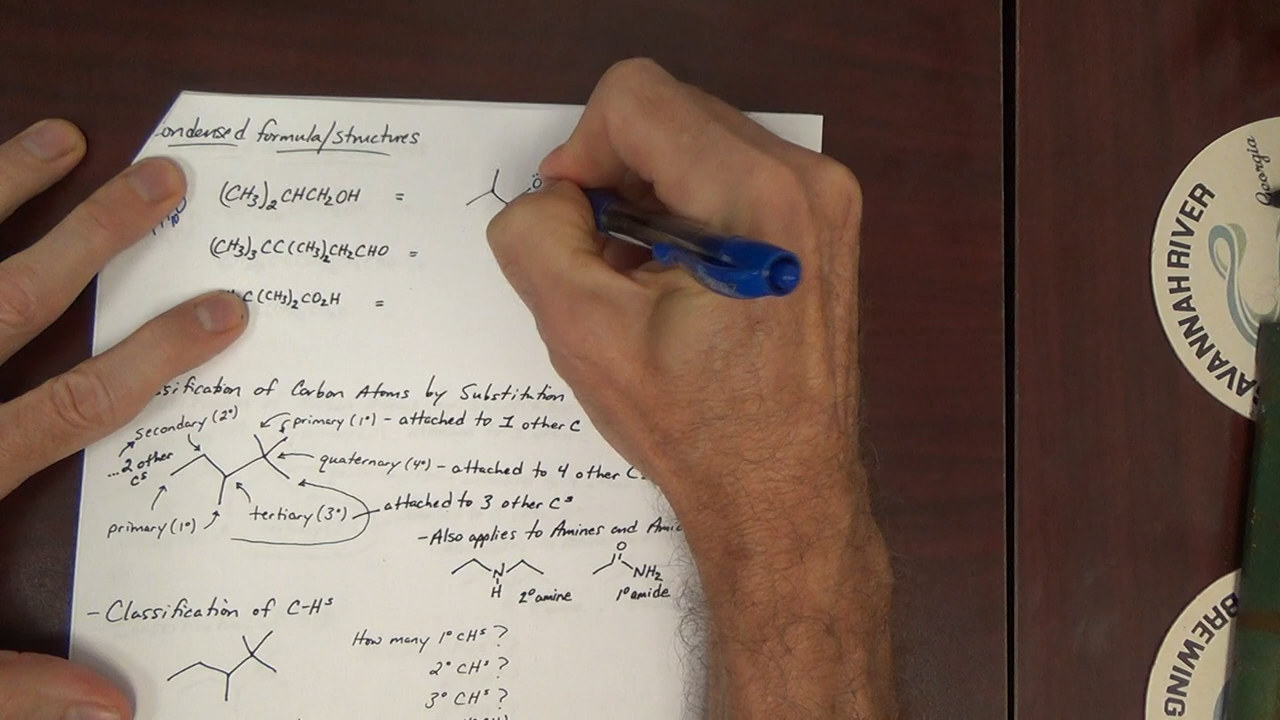 ondensed formula/structures
(CH3)2CHCH2OH =
Ö
(CH3)3CC(CH3)2CH2CHO =
C(CH3)2CO2H =
sification of Carbon Atoms by Substitution
secondary (2°)
primary (1°) - attached to 1 other C
...2 other Cs
quaternary (4°) - attached to 4 other C
attached to 3 other Cs
primary (1°)
tertiary (3°)
- Also applies to Amines and Ami
O
N
H
NH2
2° amine
1° amide
- Classification of C-Hs
How many 1° CHs?
2° CHs?
3° CHs?
Georgia
SAVANNAH RIVER
BREWING